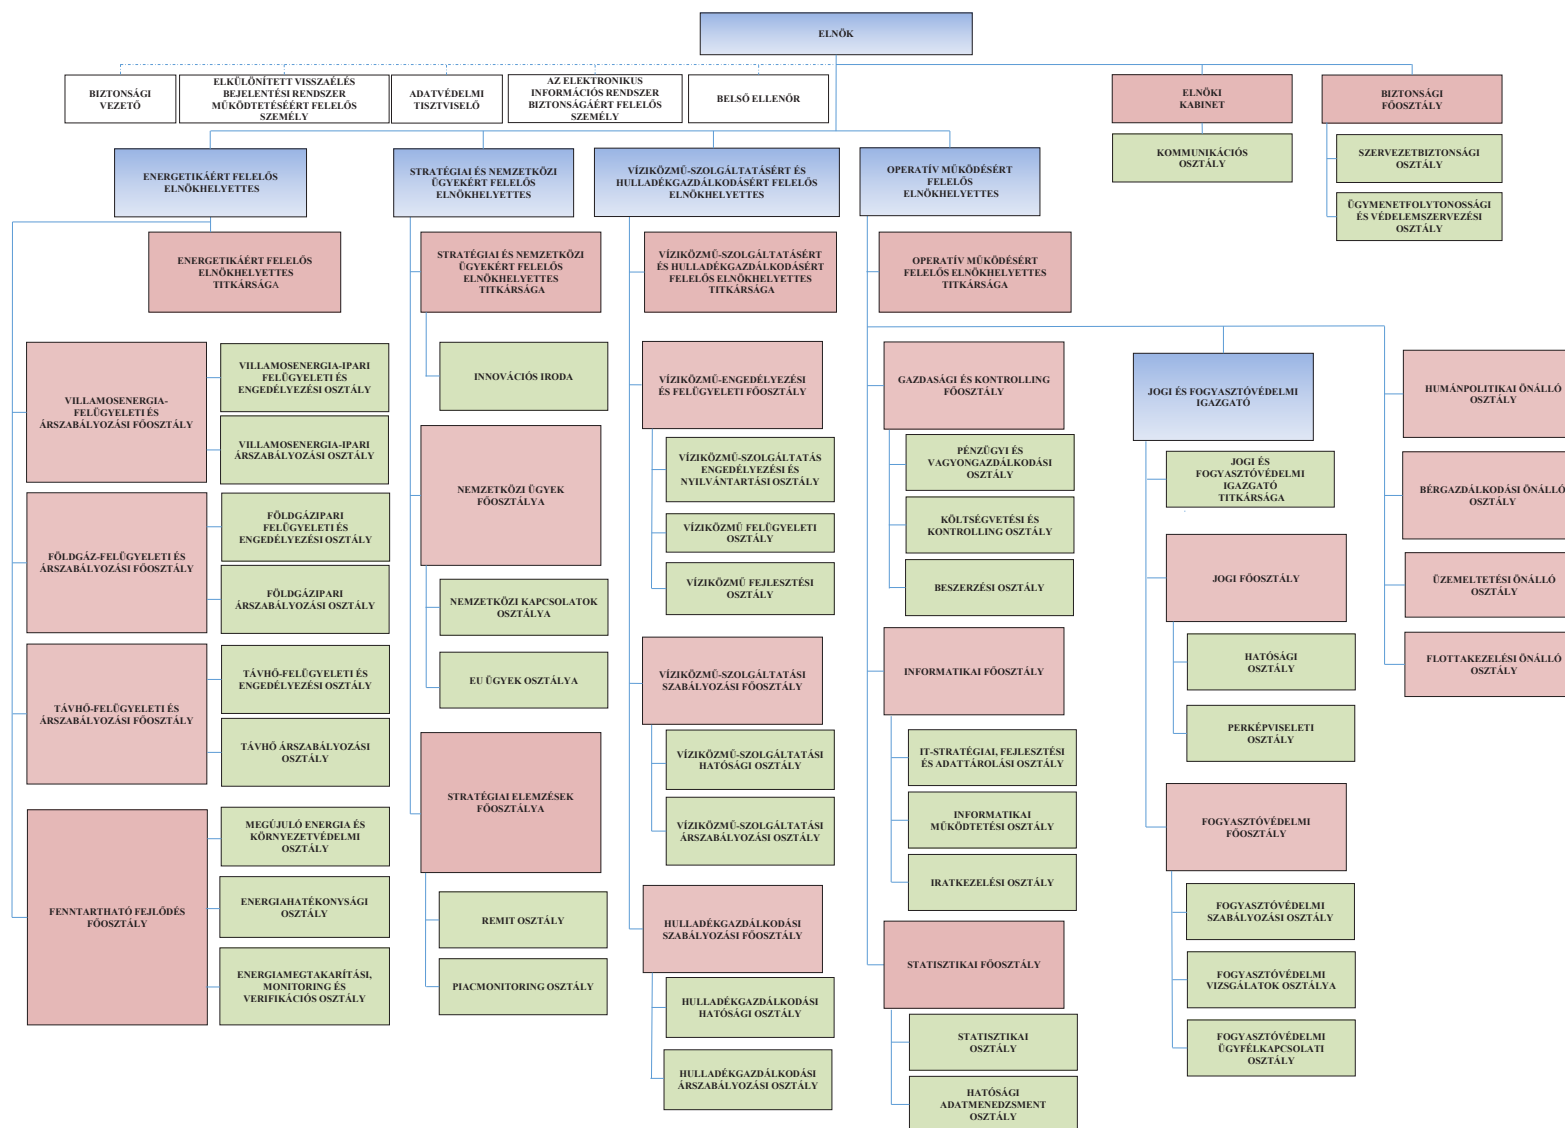 ELNÖK
BIZTONSÁGI
VEZETŐ
ELKÜLÖNÍTETT VISSZAÉLÉS
BEJELENTÉSI RENDSZER
MŰKÖDTETÉSÉÉRT FELELŐS
SZEMÉLY
ADATVÉDELMI
TISZTVISELŐ
AZ ELEKTRONIKUS
INFORMÁCIÓS RENDSZER
BIZTONSÁGÁÉRT FELELŐS
SZEMÉLY
BELSŐ ELLENŐR
ELNÖKI
KABINET
BIZTONSÁGI
FŐOSZTÁLY
KOMMUNIKÁCIÓS
OSZTÁLY
SZERVEZETBIZTONSÁGI
OSZTÁLY
ÜGYMENETFOLYTONOSSÁGI
ÉS VÉDELEMSZERVEZÉSI
OSZTÁLY
ENERGETIKÁÉRT FELELŐS
ELNÖKHELYETTES
ENERGETIKÁÉRT FELELŐS
ELNÖKHELYETTES
TITKÁRSÁGA
VILLAMOSENERGIA-
FELÜGYELETI ÉS
ÁRSZABÁLYOZÁSI FŐOSZTÁLY
VILLAMOSENERGIA-IPARI
FELÜGYELETI ÉS
ENGEDÉLYEZÉSI OSZTÁLY
VILLAMOSENERGIA-IPARI
ÁRSZABÁLYOZÁSI OSZTÁLY
FÖLDGÁZ-FELÜGYELETI ÉS
ÁRSZABÁLYOZÁSI FŐOSZTÁLY
FÖLDGÁZIPARI
FELÜGYELETI ÉS
ENGEDÉLYEZÉSI OSZTÁLY
FÖLDGÁZIPARI
ÁRSZABÁLYOZÁSI OSZTÁLY
TÁVHŐ-FELÜGYELETI ÉS
ÁRSZABÁLYOZÁSI FŐOSZTÁLY
TÁVHŐ-FELÜGYELETI ÉS
ENGEDÉLYEZÉSI OSZTÁLY
TÁVHŐ ÁRSZABÁLYOZÁSI
OSZTÁLY
FENNTARTHATÓ FEJLŐDÉS
FŐOSZTÁLY
MEGÚJULÓ ENERGIA ÉS
KÖRNYEZETVÉDELMI
OSZTÁLY
ENERGIAHATÉKONYSÁGI
OSZTÁLY
ENERGIAMEGTAKARÍTÁSI,
MONITORING ÉS
VERIFIKÁCIÓS OSZTÁLY
STRATÉGIAI ÉS NEMZETKÖZI
ÜGYEKÉRT FELELŐS
ELNÖKHELYETTES
STRATÉGIAI ÉS NEMZETKÖZI
ÜGYEKÉRT FELELŐS
ELNÖKHELYETTES
TITKÁRSÁGA
INNOVÁCIÓS IRODA
NEMZETKÖZI ÜGYEK
FŐOSZTÁLYA
NEMZETKÖZI KAPCSOLATOK
OSZTÁLYA
EU ÜGYEK OSZTÁLYA
STRATÉGIAI ELEMZÉSEK
FŐOSZTÁLYA
REMIT OSZTÁLY
PIACMONITORING OSZTÁLY
VÍZIKÖZMŰ-SZOLGÁLTATÁSÉRT ÉS
HULLADÉKGAZDÁLKODÁSÉRT FELELŐS
ELNÖKHELYETTES
VÍZIKÖZMŰ-SZOLGÁLTATÁSÉRT
ÉS HULLADÉKGAZDÁLKODÁSÉRT
FELELŐS ELNÖKHELYETTES
TITKÁRSÁGA
VÍZIKÖZMŰ-ENGEDÉLYEZÉSI
ÉS FELÜGYELETI FŐOSZTÁLY
VÍZIKÖZMŰ-SZOLGÁLTATÁS
ENGEDÉLYEZÉSI ÉS
NYILVÁNTARTÁSI OSZTÁLY
VÍZIKÖZMŰ FELÜGYELETI
OSZTÁLY
VÍZIKÖZMŰ FEJLESZTÉSI
OSZTÁLY
VÍZIKÖZMŰ-SZOLGÁLTATÁSI
SZABÁLYOZÁSI FŐOSZTÁLY
VÍZIKÖZMŰ-SZOLGÁLTATÁSI
HATÓSÁGI OSZTÁLY
VÍZIKÖZMŰ-SZOLGÁLTATÁSI
ÁRSZABÁLYOZÁSI OSZTÁLY
HULLADÉKGAZDÁLKODÁSI
SZABÁLYOZÁSI FŐOSZTÁLY
HULLADÉKGAZDÁLKODÁSI
HATÓSÁGI OSZTÁLY
HULLADÉKGAZDÁLKODÁSI
ÁRSZABÁLYOZÁSI OSZTÁLY
OPERATÍV MŰKÖDÉSÉRT
FELELŐS
ELNÖKHELYETTES
OPERATÍV MŰKÖDÉSÉRT
FELELŐS ELNÖKHELYETTES
TITKÁRSÁGA
GAZDASÁGI ÉS KONTROLLING
FŐOSZTÁLY
PÉNZÜGYI ÉS
VAGYONGAZDÁLKODÁSI
OSZTÁLY
KÖLTSÉGVETÉSI ÉS
KONTROLLING OSZTÁLY
BESZERZÉSI OSZTÁLY
INFORMATIKAI FŐOSZTÁLY
IT-STRATÉGIAI, FEJLESZTÉSI
ÉS ADATTÁROLÁSI OSZTÁLY
INFORMATIKAI
MŰKÖDTETÉSI OSZTÁLY
IRATKEZELÉSI OSZTÁLY
STATISZTIKAI FŐOSZTÁLY
STATISZTIKAI
OSZTÁLY
HATÓSÁGI
ADATMENEDZSMENT
OSZTÁLY
JOGI ÉS FOGYASZTÓVÉDELMI
IGAZGATÓ
JOGI ÉS
FOGYASZTÓVÉDELMI
IGAZGATÓ
TITKÁRSÁGA
JOGI FŐOSZTÁLY
HATÓSÁGI
OSZTÁLY
PERKÉPVISELETI
OSZTÁLY
FOGYASZTÓVÉDELMI
FŐOSZTÁLY
FOGYASZTÓVÉDELMI
SZABÁLYOZÁSI OSZTÁLY
FOGYASZTÓVÉDELMI
VIZSGÁLATOK OSZTÁLYA
FOGYASZTÓVÉDELMI
ÜGYFÉLKAPCSOLATI
OSZTÁLY
HUMÁNPOLITIKAI ÖNÁLLÓ
OSZTÁLY
BÉRGAZDÁLKODÁSI ÖNÁLLÓ
OSZTÁLY
ÜZEMELTETÉSI ÖNÁLLÓ
OSZTÁLY
FLOTTAKEZELÉSI ÖNÁLLÓ
OSZTÁLY